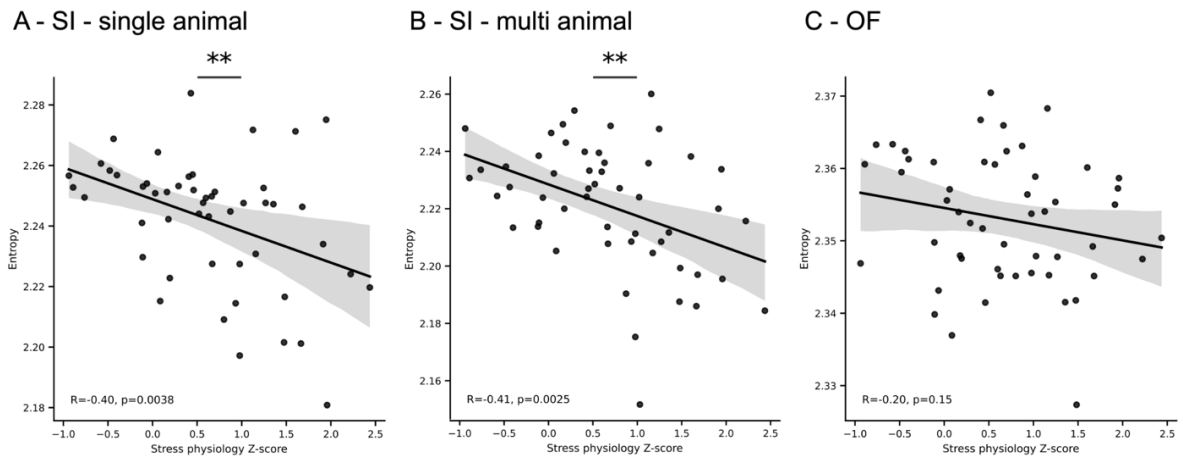 A - SI - single animal
**
2.28
2.26
2.24
2.22
2.20
2.18
Entropy
R=-0.40, p=0.0038
−1.0 −0.5 0.0 0.5 1.0 1.5 2.0 2.5
Stress physiology Z-score
B - SI - multi animal
**
2.26
2.24
2.22
2.20
2.18
2.16
Entropy
R=-0.41, p=0.0025
−1.0 −0.5 0.0 0.5 1.0 1.5 2.0 2.5
Stress physiology Z-score
C - OF
2.37
2.36
2.35
2.34
2.33
Entropy
R=-0.20, p=0.15
−1.0 −0.5 0.0 0.5 1.0 1.5 2.0 2.5
Stress physiology Z-score